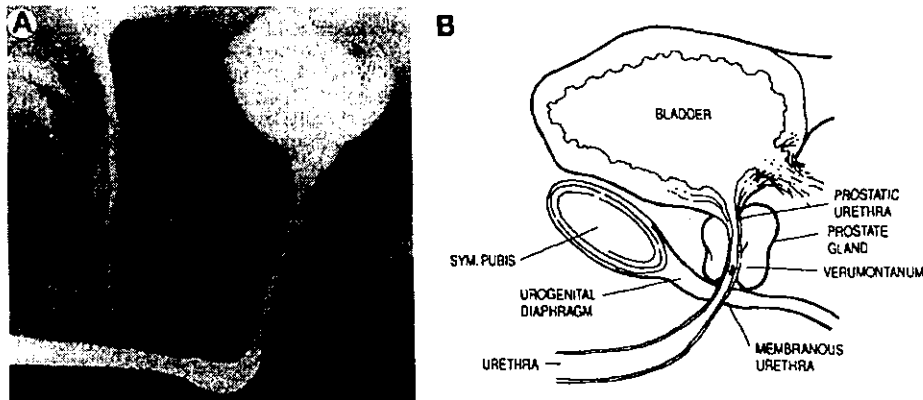 A
B
BLADDER
PROSTATIC
URETHRA
PROSTATE
GLAND
VERUMONTANUM
SYM. PUBIS
UROGENITAL
DIAPHRAGM
MEMBRANOUS
URETHRA
URETHRA